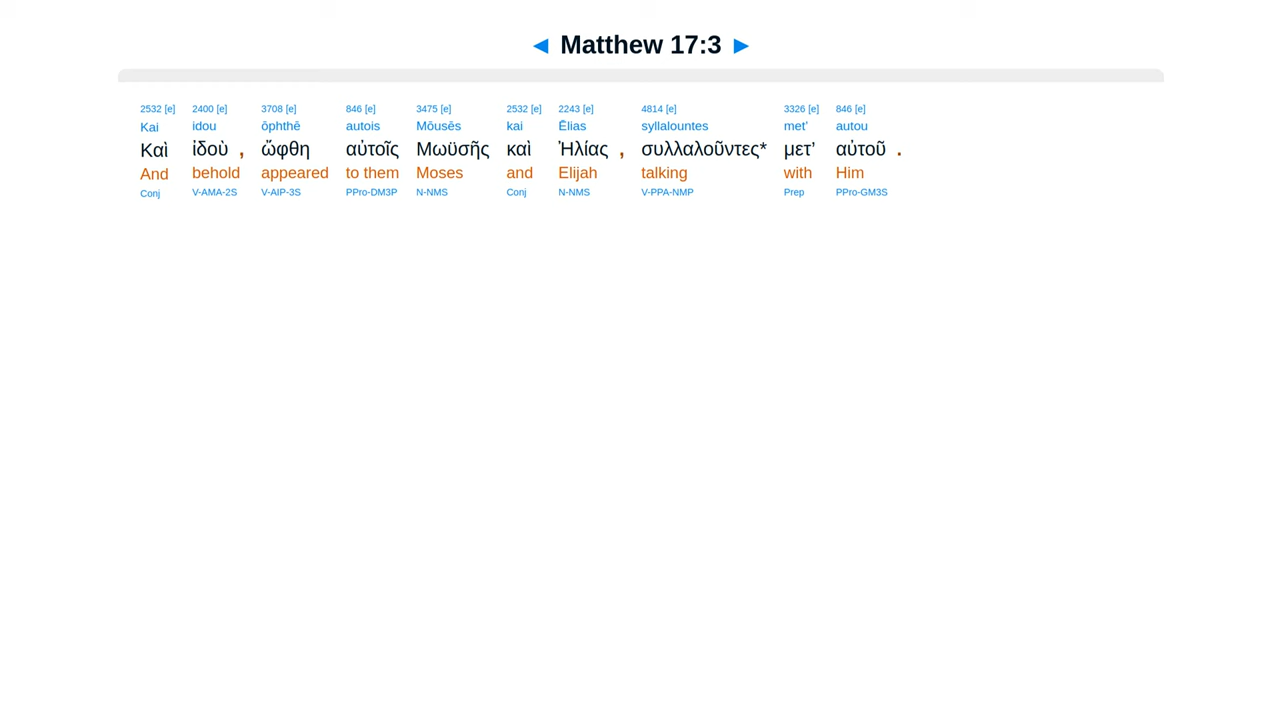 ◄ Matthew 17:3 ►
2532 [e] 2400 [e] 3708 [e] 846 [e] 3475 [e] 2532 [e] 2243 [e] 4814 [e] 3326 [e] 846 [e]
Kai idou ōphthē autois Mōusēs kai Ēlias syllalountes met’ autou
Καὶ ἰδοὺ , ὤφθη αὐτοῖς Μωϋσῆς καὶ Ἠλίας , συλλαλοῦντες* μετ’ αὐτοῦ .
And behold appeared to them Moses and Elijah talking with Him
Conj V-AMA-2S V-AIP-3S PPro-DM3P N-NMS Conj N-NMS V-PPA-NMP Prep PPro-GM3S